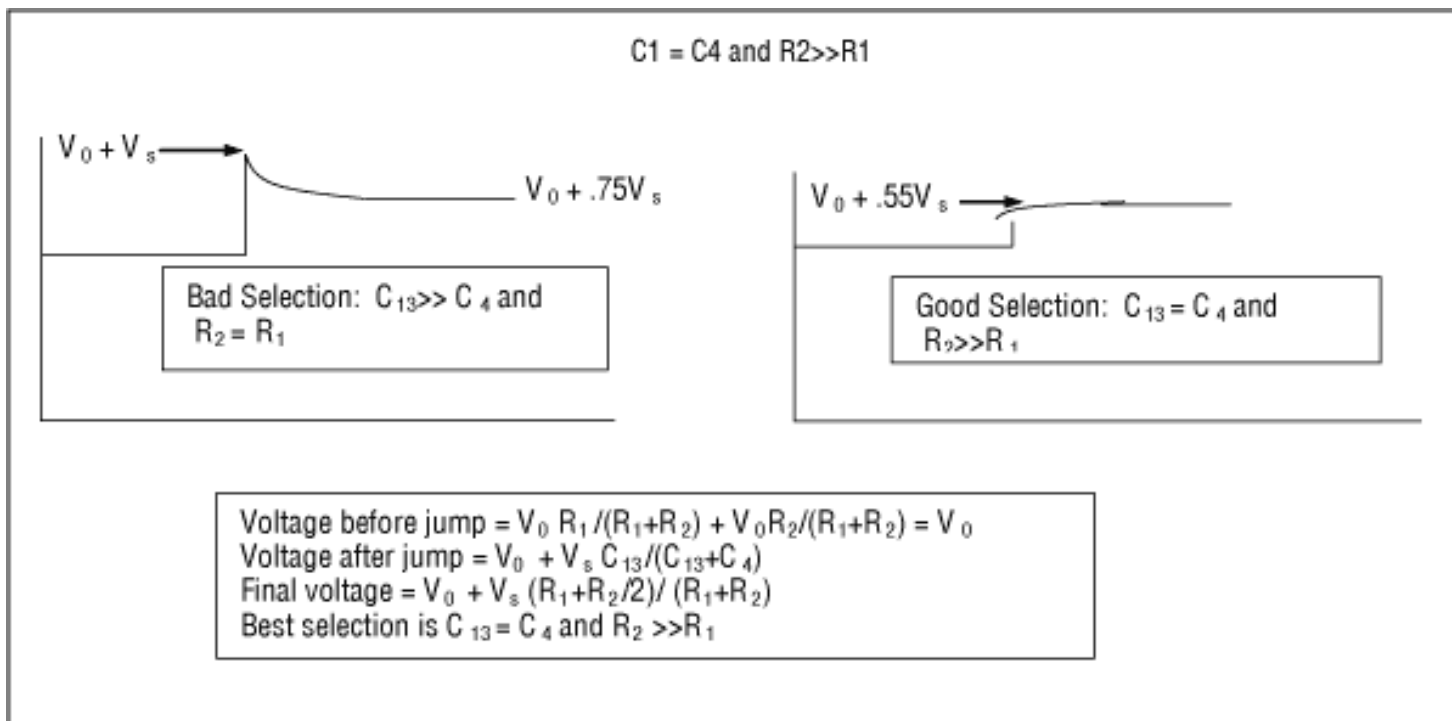 C1 = C4 and R2>>R1
V₀ + Vₛ
V₀ + .75Vₛ
Bad Selection: C₁₃>> C₄ and
R₂ = R₁
V₀ + .55Vₛ
Good Selection: C₁₃ = C₄ and
R₂>>R₁
Voltage before jump = V₀ R₁/(R₁+R₂) + V₀R₂/(R₁+R₂) = V₀
Voltage after jump = V₀ + Vₛ C₁₃/(C₁₃+C₄)
Final voltage = V₀ + Vₛ (R₁+R₂/2)/ (R₁+R₂)
Best selection is C₁₃ = C₄ and R₂ >>R₁